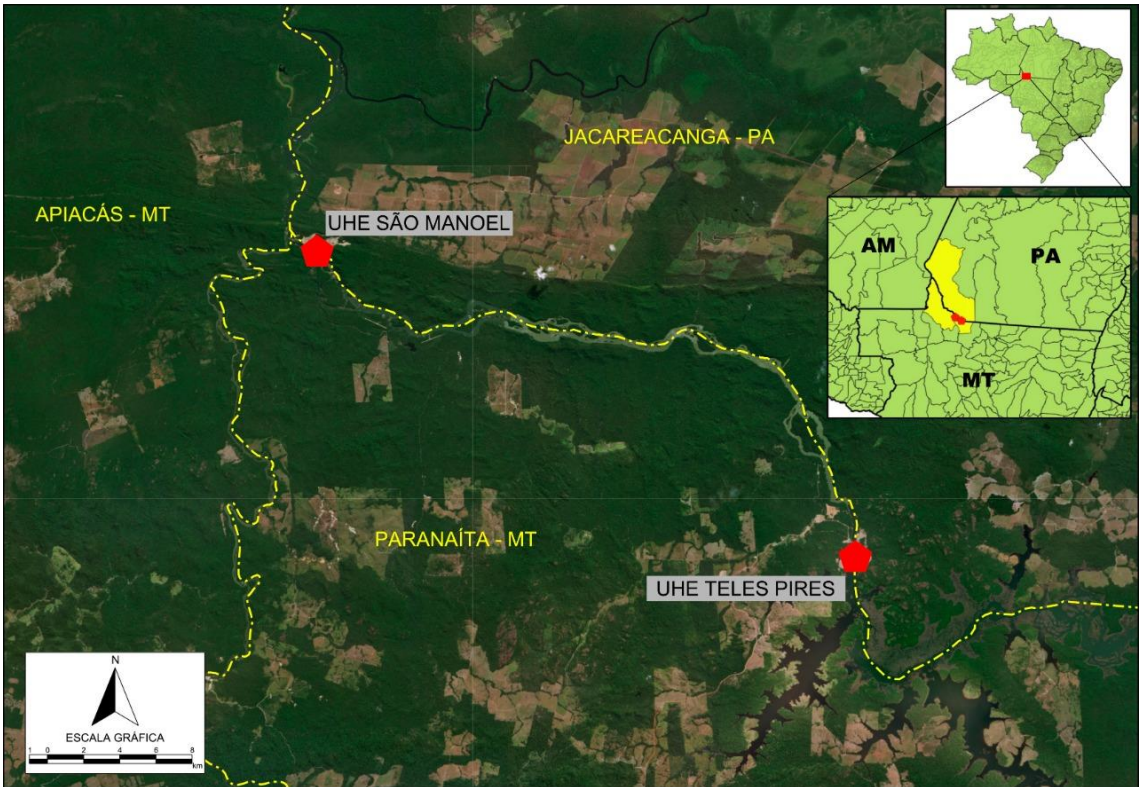 JACAREACANGA - PA
APIACÁS - MT
UHE SÃO MANOEL
AM
PA
MT
PARANAÍTA - MT
UHE TELES PIRES
N
ESCALA GRÁFICA
1 0 2 4 6 8
km